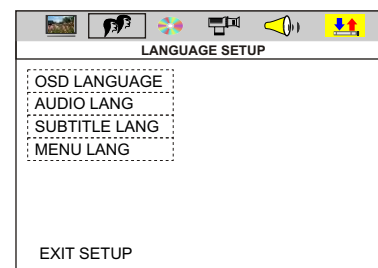 LANGUAGE SETUP
OSD LANGUAGE
AUDIO LANG
SUBTITLE LANG
MENU LANG
EXIT SETUP